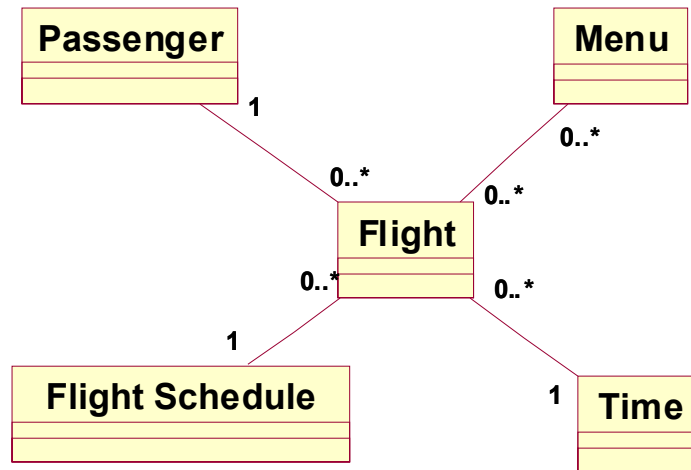 Passenger
Menu
1
0..*
0..*
0..*
Flight
0..*
0..*
1
Flight Schedule
1
Time